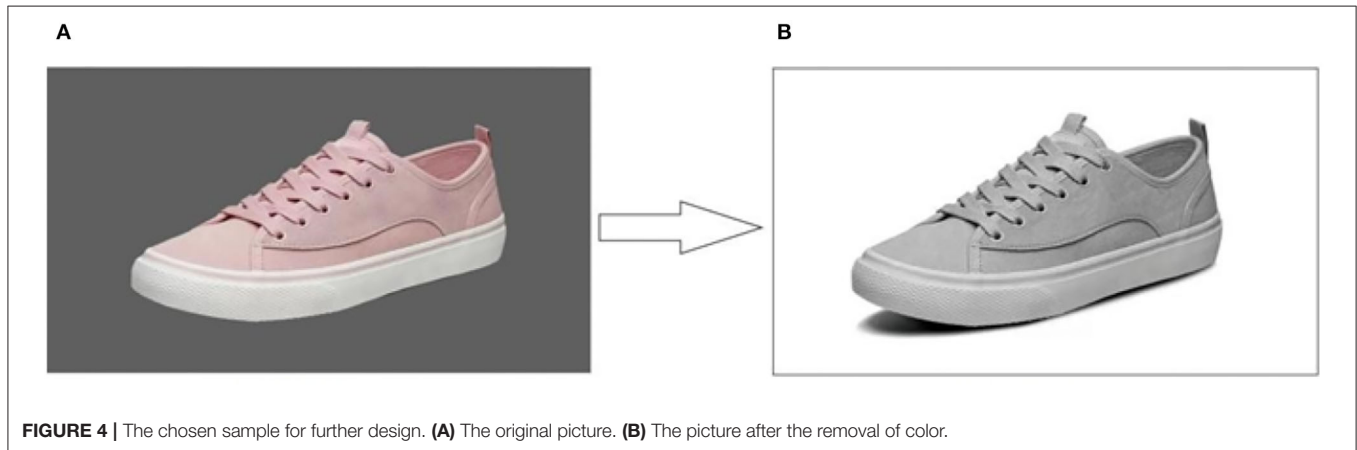 A
B
FIGURE 4 | The chosen sample for further design. (A) The original picture. (B) The picture after the removal of color.